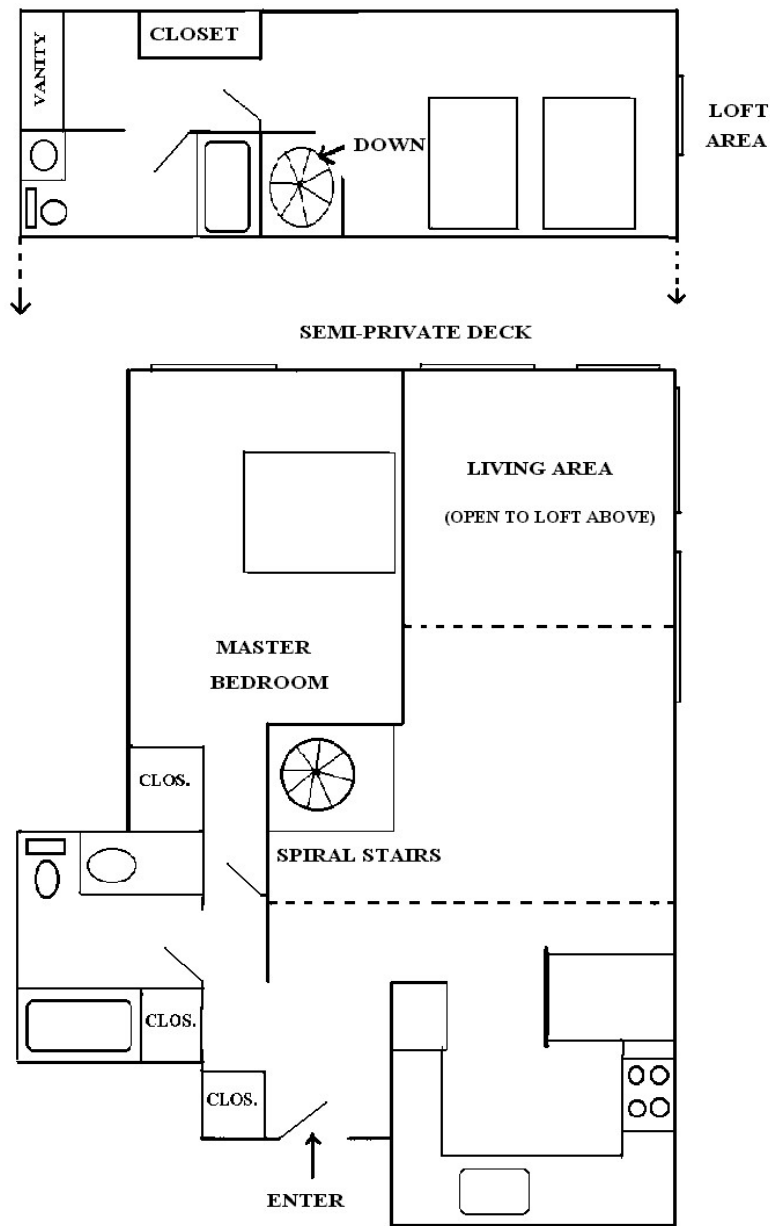 CLOSET
VANITY
LOFT
AREA
DOWN
SEMI-PRIVATE DECK
LIVING AREA
(OPEN TO LOFT ABOVE)
MASTER
BEDROOM
CLOS.
SPIRAL STAIRS
CLOS.
CLOS.
ENTER